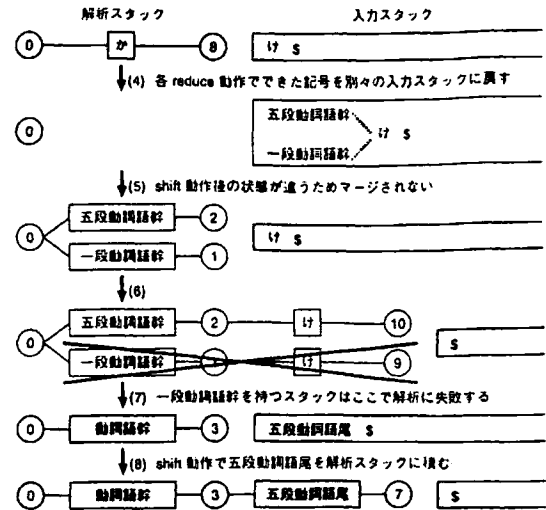 解析スタック 入力スタック
0 か 8 け $
(4) 各 reduce 動作でできた記号を別々の入力スタックに戻す
五段動詞語幹
0 け $
一段動詞語幹
(5) shift 動作後の状態が違うためマージされない
五段動詞語幹 2
0 け $
一段動詞語幹 1
(6)
五段動詞語幹 2 け 10
0 $
一段動詞語幹 け 9
(7) 一段動詞語幹を持つスタックはここで解析に失敗する
0 動詞語幹 3 五段動詞語尾 $
(8) shift 動作で五段動詞語尾を解析スタックに積む
0 動詞語幹 3 五段動詞語尾 7 $